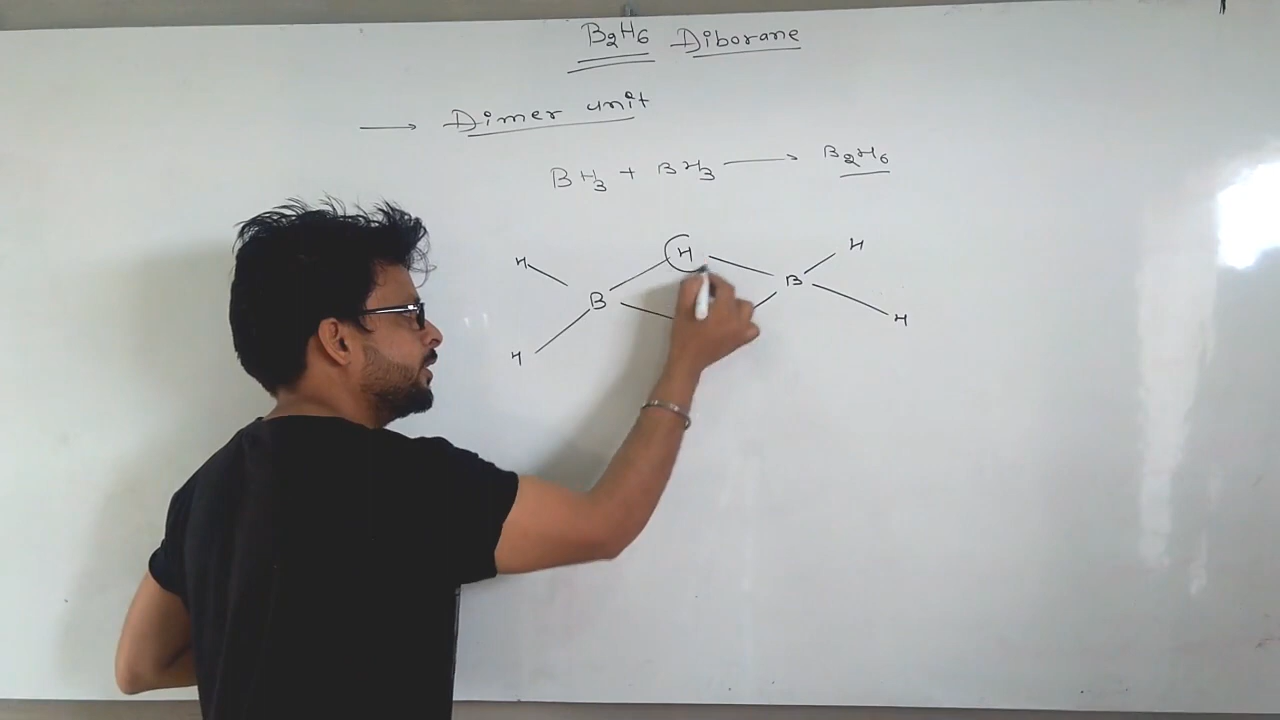 B2H6 Diborane
→ Dimer unit
BH3 + BH3 → B2H6
H H H
B B
H H